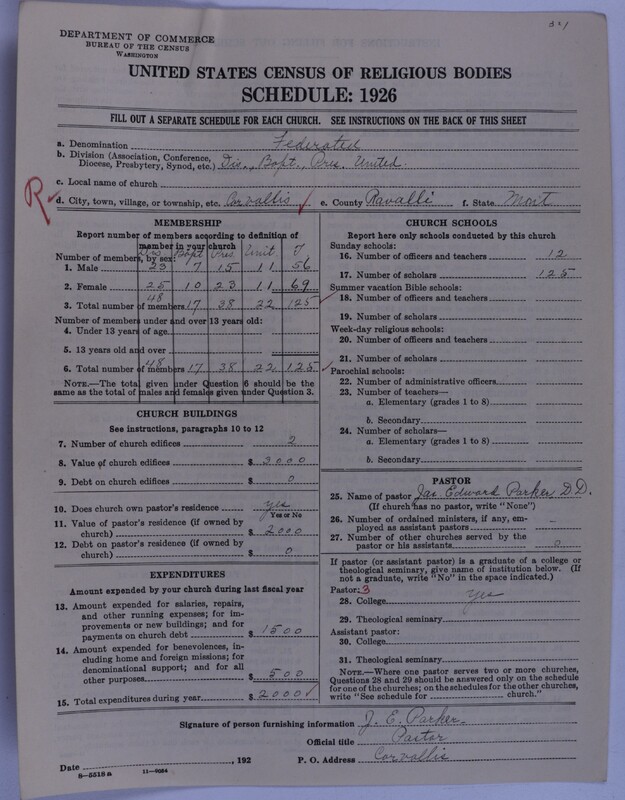 321
DEPARTMENT OF COMMERCE
BUREAU OF THE CENSUS
WASHINGTON
UNITED STATES CENSUS OF RELIGIOUS BODIES
SCHEDULE: 1926
FILL OUT A SEPARATE SCHEDULE FOR EACH CHURCH. SEE INSTRUCTIONS ON THE BACK OF THIS SHEET
a. Denomination Federated
b. Division (Association, Conference, Diocese, Presbytery, Synod, etc.) Dis., Bapt., Pres. United.
c. Local name of church
R
d. City, town, village, or township, etc. Corvallis e. County Ravalli f. State Mont
MEMBERSHIP
Report number of members according to definition of
member in your church
Dis Bapt Pres. Unit. T
Number of members, by sex:
1. Male 23 7 15 11 56
2. Female 25 10 23 11 69
3. Total number of members 48 17 38 22 125
Number of members under and over 13 years old:
4. Under 13 years of age
5. 13 years old and over
6. Total number of members 48 17 38 22 125
NOTE.—The total given under Question 6 should be the
same as the total of males and females given under Question 3.
CHURCH BUILDINGS
See instructions, paragraphs 10 to 12
7. Number of church edifices 2
8. Value of church edifices $ 3000
9. Debt on church edifices $ 0
10. Does church own pastor's residence yes
Yes or No
11. Value of pastor's residence (if owned by
church) $ 2000
12. Debt on pastor's residence (if owned by
church) $ 0
EXPENDITURES
Amount expended by your church during last fiscal year
13. Amount expended for salaries, repairs,
and other running expenses; for im-
provements or new buildings; and for
payments on church debt $ 1500
14. Amount expended for benevolences, in-
cluding home and foreign missions; for
denominational support; and for all
other purposes $ 500
15. Total expenditures during year $ 2000
CHURCH SCHOOLS
Report here only schools conducted by this church
Sunday schools:
16. Number of officers and teachers 12
17. Number of scholars 125
Summer vacation Bible schools:
18. Number of officers and teachers
19. Number of scholars
Week-day religious schools:
20. Number of officers and teachers
21. Number of scholars
Parochial schools:
22. Number of administrative officers
23. Number of teachers—
a. Elementary (grades 1 to 8)
b. Secondary
24. Number of scholars—
a. Elementary (grades 1 to 8)
b. Secondary
PASTOR
25. Name of pastor Jas. Edward Parker D.D.
(If church has no pastor, write "None")
26. Number of ordained ministers, if any, em-
ployed as assistant pastors -
27. Number of other churches served by the
pastor or his assistants 0
If pastor (or assistant pastor) is a graduate of a college or
theological seminary, give name of institution below. (If
not a graduate, write "No" in the space indicated.)
Pastor: 3
28. College yes
29. Theological seminary
Assistant pastor:
30. College
31. Theological seminary
NOTE.—Where one pastor serves two or more churches,
Questions 28 and 29 should be answered only on the schedule
for one of the churches; on the schedules for the other churches,
write "See schedule for church."
Signature of person furnishing information J. E. Parker
Official title Pastor
Date , 192 P. O. Address Corvallis
8-5518 a 11-9064